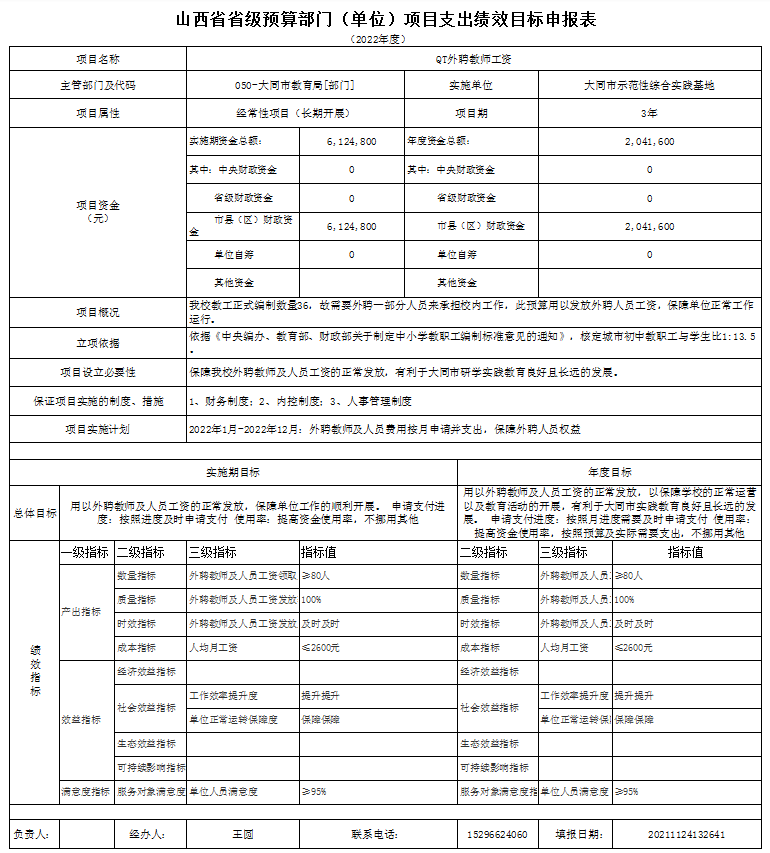 山西省省级预算部门（单位）项目支出绩效目标申报表
（2022年度）
项目名称 QT外聘教师工资
主管部门及代码 050-大同市教育局[部门] 实施单位 大同市示范性综合实践基地
项目属性 经常性项目（长期开展） 项目期 3年
项目资金
（元）
实施期资金总额： 6,124,800 年度资金总额： 2,041,600
其中：中央财政资金 0 其中：中央财政资金 0
省级财政资金 0 省级财政资金 0
市县（区）财政资金 6,124,800 市县（区）财政资金 2,041,600
单位自筹 0 单位自筹 0
其他资金 其他资金
项目概况 我校教工正式编制数量36，故需要外聘一部分人员来承担校内工作，此预算用以发放外聘人员工资，保障单位正常工作
运行。
立项依据 依据《中央编办、教育部、财政部关于制定中小学教职工编制标准意见的通知》，核定城市初中教职工与学生比1:13.5
。
项目设立必要性 保障我校外聘教师及人员工资的正常发放，有利于大同市研学实践教育良好且长远的发展。
保证项目实施的制度、措施 1、财务制度；2、内控制度；3、人事管理制度
项目实施计划 2022年1月-2022年12月：外聘教师及人员费用按月申请并支出，保障外聘人员权益
实施期目标 年度目标
总体目标
用以外聘教师及人员工资的正常发放，保障单位工作的顺利开展。 申请支付进
度：按照进度及时申请支付 使用率：提高资金使用率，不挪用其他
用以外聘教师及人员工资的正常发放，以保障学校的正常运营
以及教育活动的开展，有利于大同市实践教育良好且长远的发
展。 申请支付进度：按照月进度需要及时申请支付 使用率：
提高资金使用率，按照预算及实际需要支出，不挪用其他
绩效指标
一级指标 二级指标 三级指标 指标值 二级指标 三级指标 指标值
产出指标
数量指标 外聘教师及人员工资领取 ≥80人 数量指标 外聘教师及人员 ≥80人
质量指标 外聘教师及人员工资发放 100% 质量指标 外聘教师及人员 100%
时效指标 外聘教师及人员工资发放 及时及时 时效指标 外聘教师及人员 及时及时
成本指标 人均月工资 ≤2600元 成本指标 人均月工资 ≤2600元
效益指标
经济效益指标 经济效益指标
社会效益指标 工作效率提升度 提升提升 社会效益指标 工作效率提升度 提升提升
单位正常运转保障度 保障保障 单位正常运转保 保障保障
生态效益指标 生态效益指标
可持续影响指标 可持续影响指标
满意度指标 服务对象满意度 单位人员满意度 ≥95% 服务对象满意度指 单位人员满意度 ≥95%
负责人： 经办人： 王圆 联系电话： 15296624060 填报日期： 20211124132641